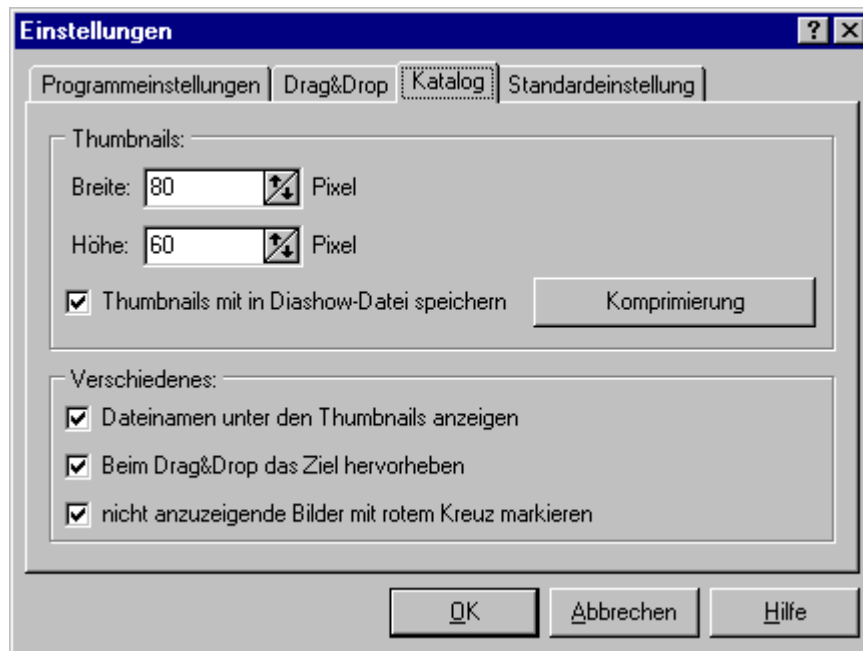 Einstellungen
Programmeinstellungen Drag&Drop Katalog Standardeinstellung
Thumbnails:
Breite: 80 Pixel
Höhe: 60 Pixel
Thumbnails mit in Diashow-Datei speichern Komprimierung
Verschiedenes:
Dateinamen unter den Thumbnails anzeigen
Beim Drag&Drop das Ziel hervorheben
nicht anzuzeigende Bilder mit rotem Kreuz markieren
OK Abbrechen Hilfe